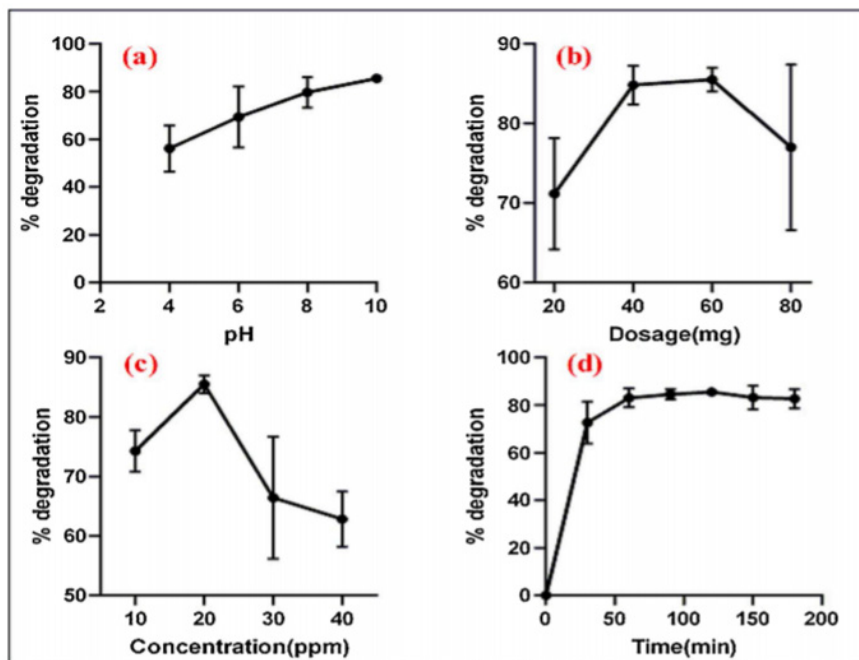 (a)
% degradation
100
80
60
40
20
0
2 4 6 8 10
pH
(b)
% degradation
90
80
70
60
20 40 60 80
Dosage(mg)
(c)
% degradation
90
80
70
60
50
10 20 30 40
Concentration(ppm)
(d)
% degradation
100
80
60
40
20
0
0 50 100 150 200
Time(min)